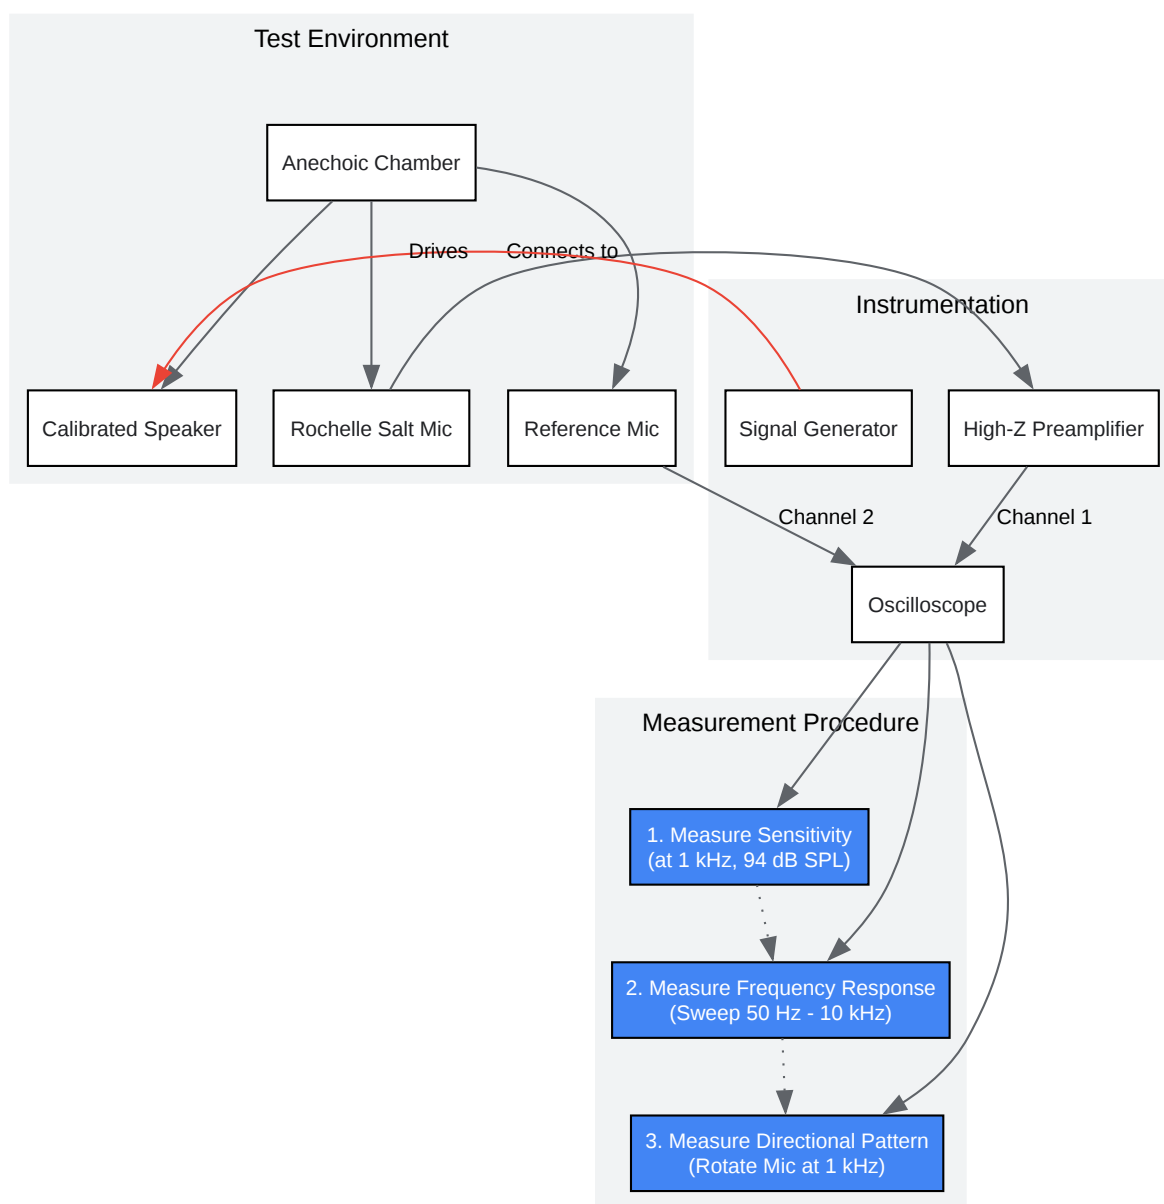 Test Environment
Anechoic Chamber
Drives
Connects to
Instrumentation
Calibrated Speaker
Rochelle Salt Mic
Reference Mic
Signal Generator
High-Z Preamplifier
Channel 2
Channel 1
Oscilloscope
Measurement Procedure
1. Measure Sensitivity
(at 1 kHz, 94 dB SPL)
2. Measure Frequency Response
(Sweep 50 Hz - 10 kHz)
3. Measure Directional Pattern
(Rotate Mic at 1 kHz)